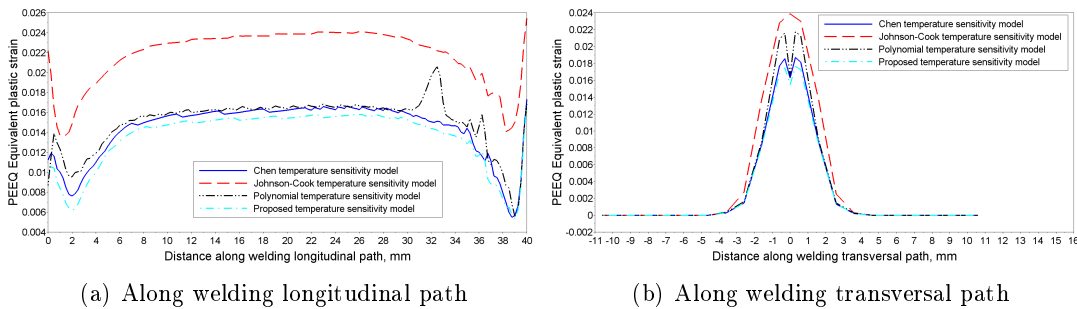 0.026
0.024
0.022
0.02
0.018
0.016
0.014
0.012
0.01
0.008
0.006
0.004
PEEQ Equivalent plastic strain
Chen temperature sensitivity model
Johnson-Cook temperature sensitivity model
Polynomial temperature sensitivity model
Proposed temperature sensitivity model
0 2 4 6 8 10 12 14 16 18 20 22 24 26 28 30 32 34 36 38 40
Distance along welding longitudinal path, mm
(a) Along welding longitudinal path
0.024
0.022
0.02
0.018
0.016
0.014
0.012
0.01
0.008
0.006
0.004
0.002
0
-0.002
PEEQ Equivalent plastic strain
Chen temperature sensitivity model
Johnson-Cook temperature sensitivity model
Polynomial temperature sensitivity model
Proposed temperature sensitivity model
-11 -10 -9 -8 -7 -6 -5 -4 -3 -2 -1 0 1 2 3 4 5 6 7 8 9 10 11 12 13 14 15 16
Distance along welding transversal path, mm
(b) Along welding transversal path